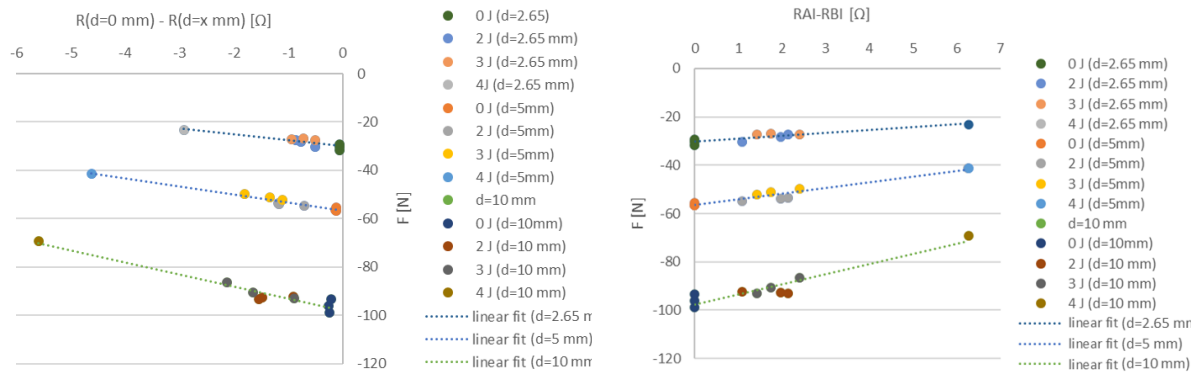 R(d=0 mm) - R(d=x mm) [Ω]
-6 -5 -4 -3 -2 -1 0
0
-20
-40
-60
-80
-100
-120
F [N]
0 J (d=2.65)
2 J (d=2.65 mm)
3 J (d=2.65 mm)
4J (d=2.65 mm)
0 J (d=5mm)
2 J (d=5mm)
3 J (d=5mm)
4 J (d=5mm)
d=10 mm
0 J (d=10mm)
2 J (d=10 mm)
3 J (d=10 mm)
4 J (d=10 mm)
linear fit (d=2.65 m
linear fit (d=5 mm)
linear fit (d=10 mm)
RAI-RBI [Ω]
0 1 2 3 4 5 6 7
0
-20
-40
-60
-80
-100
-120
F [N]
0 J (d=2.65 mm)
2 J (d=2.65 mm)
3 J (d=2.65 mm)
4 J (d=2.65 mm)
0 J (d=5mm)
2 J (d=5mm)
3 J (d=5mm)
4 J (d=5mm)
d=10 mm
0 J (d=10mm)
2 J (d=10 mm)
3 J (d=10 mm)
4 J (d=10 mm)
linear fit (d=2.65 mm)
linear fit (d=5 mm)
linear fit (d=10 mm)